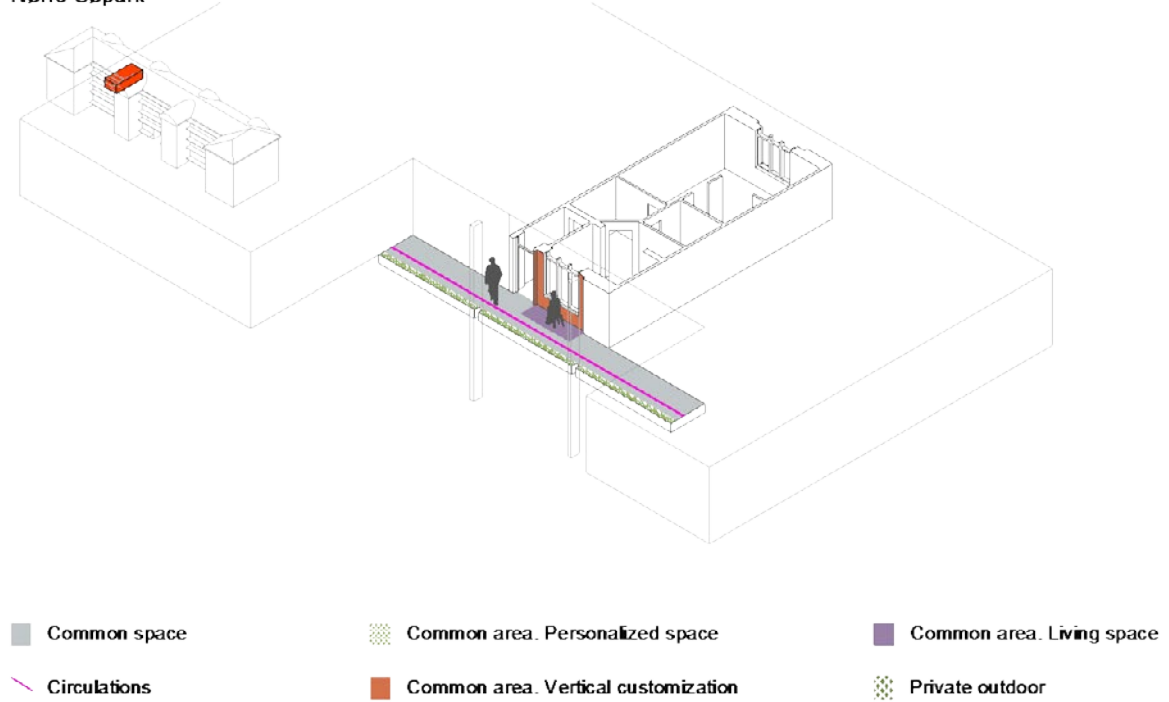 Common space
Common area. Personalized space
Common area. Living space
Circulations
Common area. Vertical customization
Private outdoor